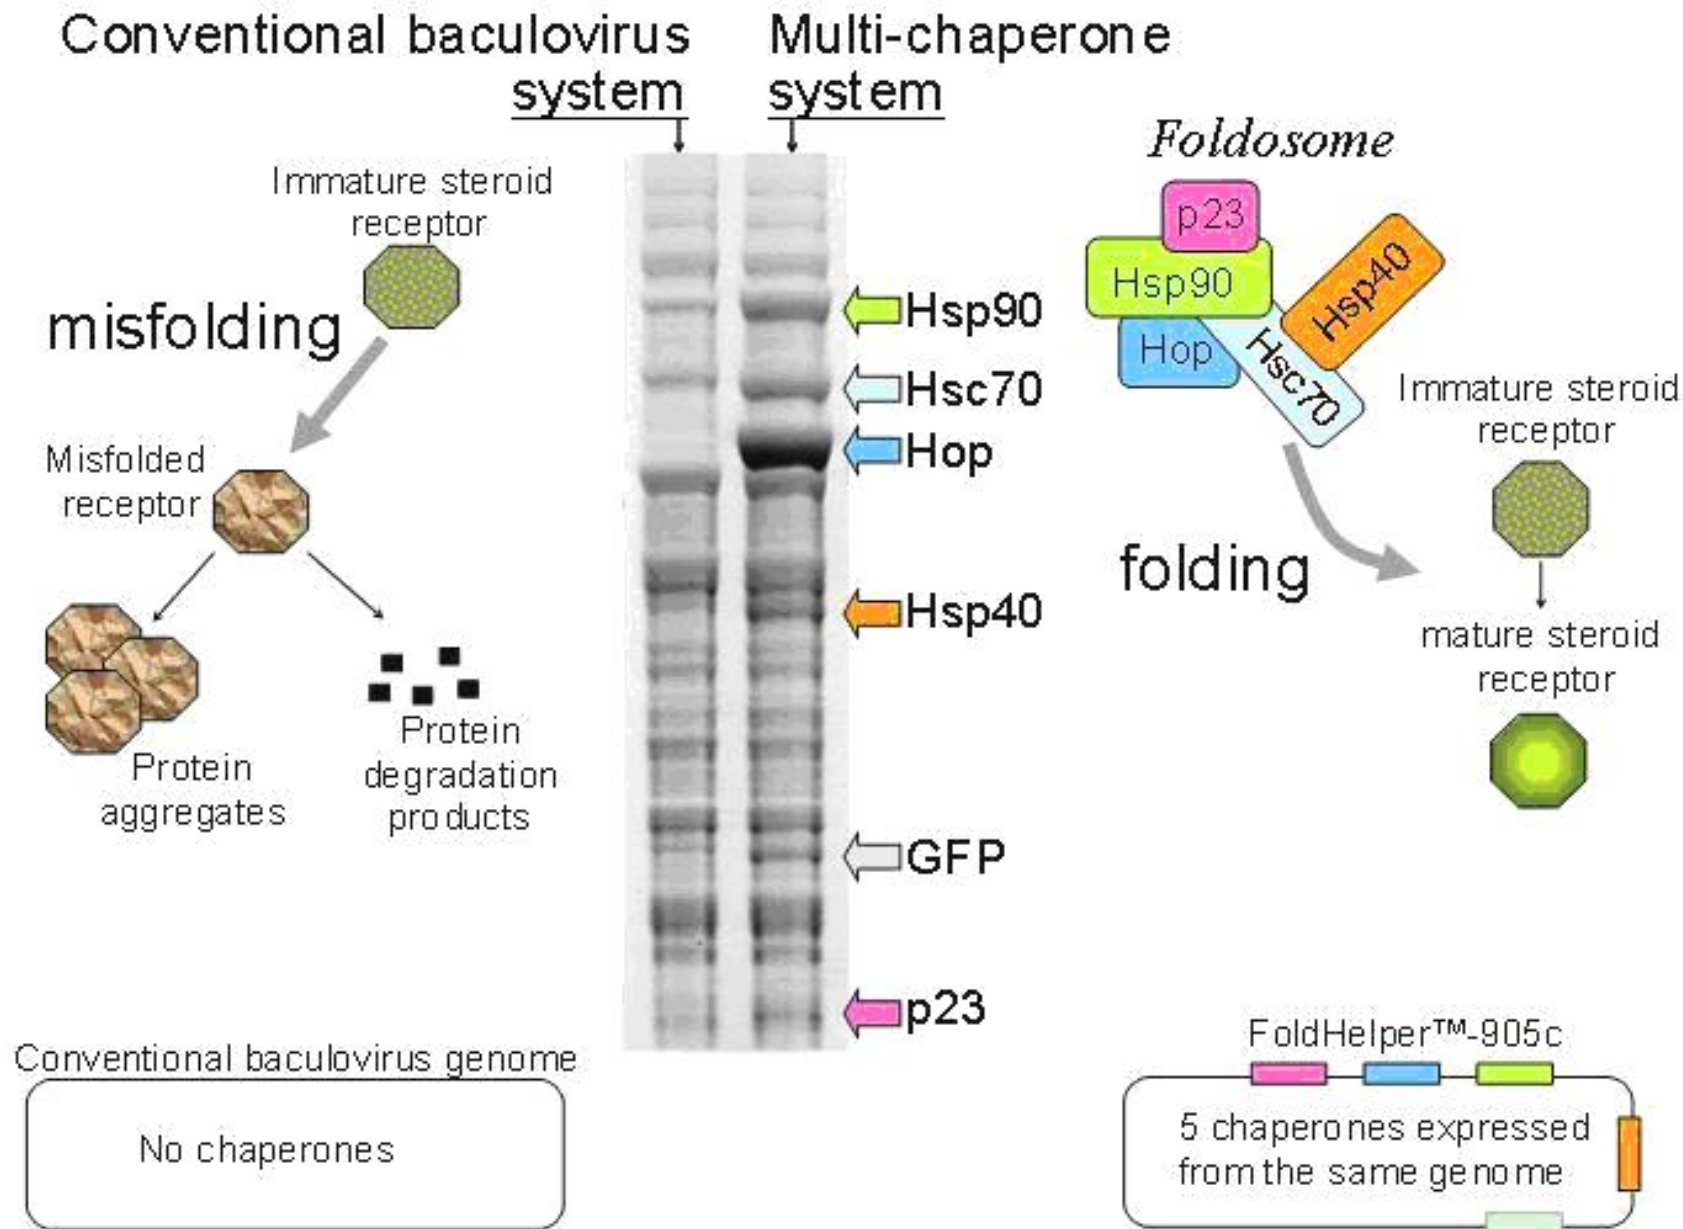 Conventional baculovirus
system
Multi-chaperone
system
Immature steroid
receptor
misfolding
Misfolded
receptor
Protein
aggregates
Protein
degradation
products
Hsp90
Hsc70
Hop
Hsp40
GFP
p23
Foldosome
p23
Hsp90
Hop
Hsc70
Hsp40
Immature steroid
receptor
folding
mature steroid
receptor
Conventional baculovirus genome
No chaperones
FoldHelper™-905c
5 chaperones expressed
from the same genome